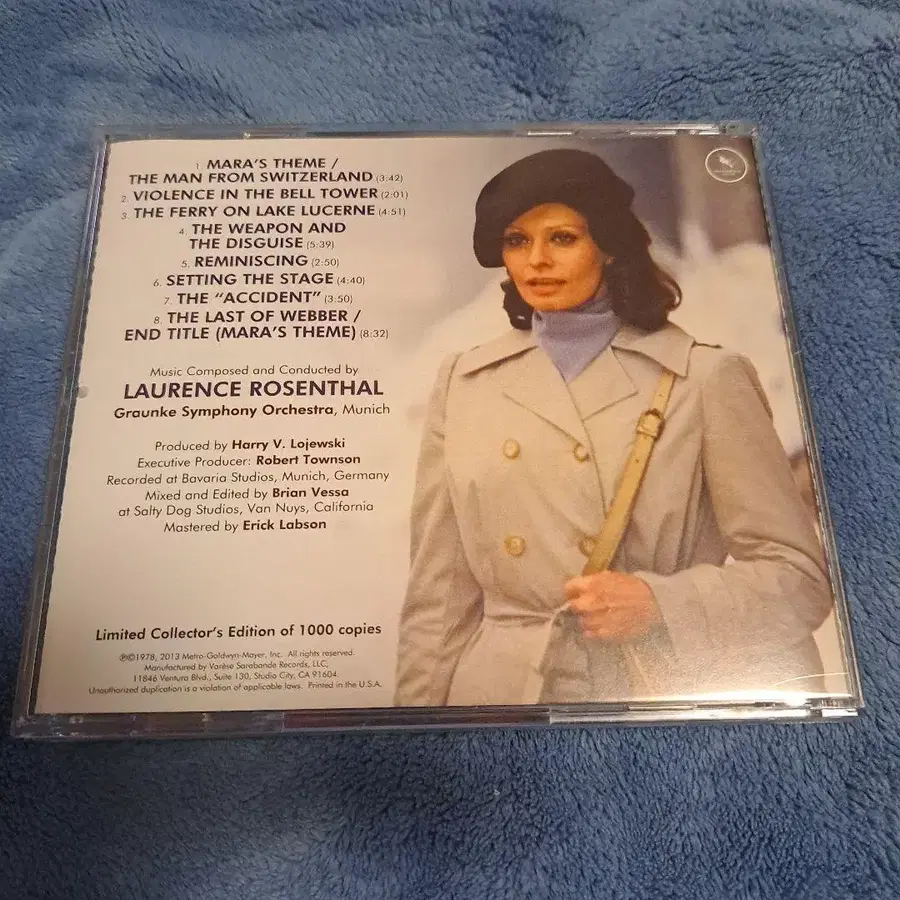 1. MARA'S THEME /
THE MAN FROM SWITZERLAND (3:42)
2. VIOLENCE IN THE BELL TOWER (2:01)
3. THE FERRY ON LAKE LUCERNE (4:51)
4. THE WEAPON AND
THE DISGUISE (5:39)
5. REMINISCING (2:50)
6. SETTING THE STAGE (4:40)
7. THE "ACCIDENT" (3:50)
8. THE LAST OF WEBBER /
END TITLE (MARA'S THEME) (8:32)
Music Composed and Conducted by
LAURENCE ROSENTHAL
Graunke Symphony Orchestra, Munich
Produced by Harry V. Lojewski
Executive Producer: Robert Townson
Recorded at Bavaria Studios, Munich, Germany
Mixed and Edited by Brian Vessa
at Salty Dog Studios, Van Nuys, California
Mastered by Erick Labson
Limited Collector's Edition of 1000 copies
℗©1978, 2013 Metro-Goldwyn-Mayer, Inc. All rights reserved.
Manufactured by Varèse Sarabande Records, LLC,
11846 Ventura Blvd., Suite 130, Studio City, CA 91604.
Unauthorized duplication is a violation of applicable laws. Printed in the U.S.A.